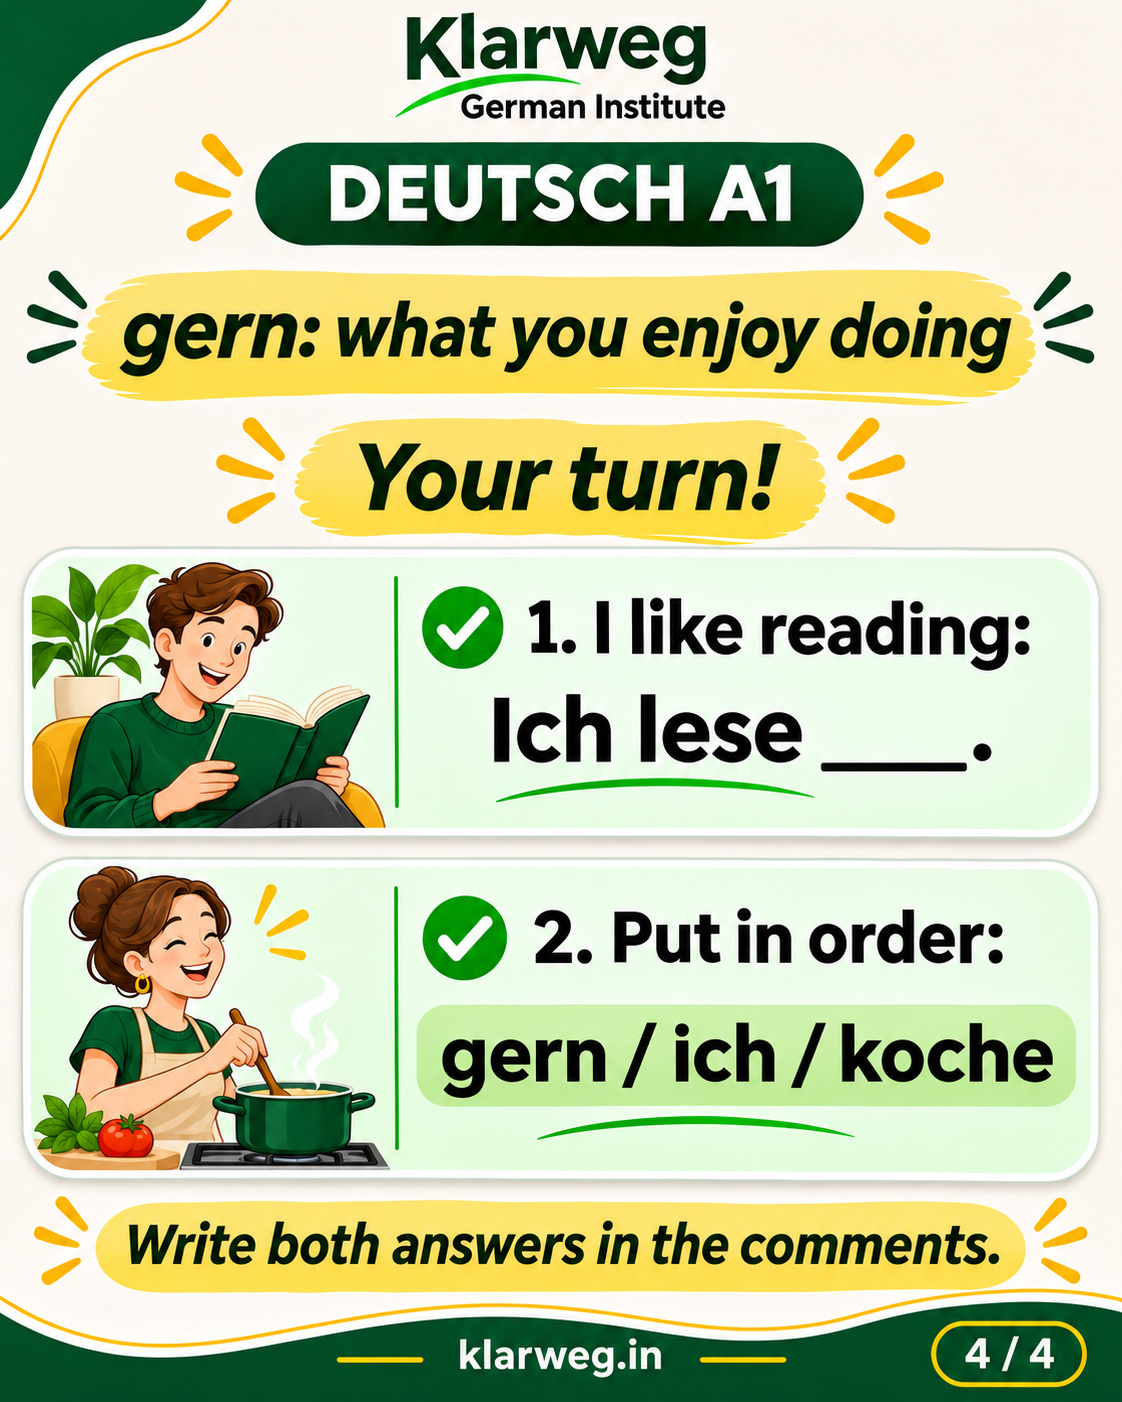 Klarweg
German Institute
DEUTSCH A1
gern: what you enjoy doing
Your turn!
1. I like reading:
Ich lese ____.
2. Put in order:
gern / ich / koche
Write both answers in the comments.
klarweg.in
4 / 4